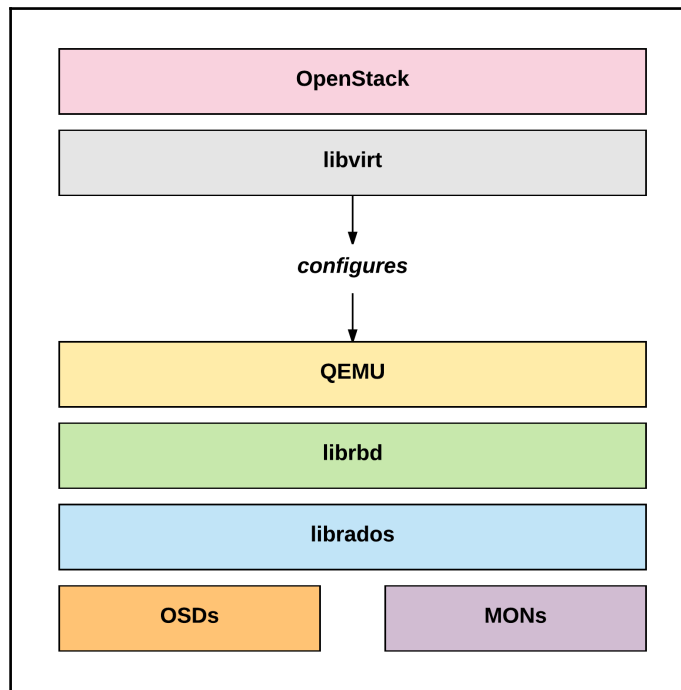 OpenStack
libvirt
configures
QEMU
librbd
librados
OSDs
MONs